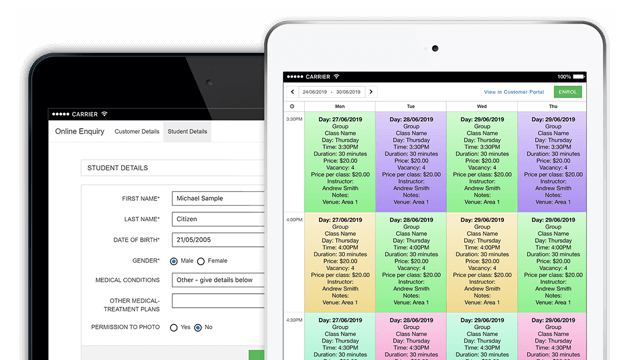 CARRIER
Online Enquiry Customer Details Student Details
STUDENT DETAILS
FIRST NAME* Michael Sample
LAST NAME* Citizen
DATE OF BIRTH* 21/05/2005
GENDER* Male Female
MEDICAL CONDITIONS Other - give details below
OTHER MEDICAL-
TREATMENT PLANS
PERMISSION TO PHOTO Yes No
CARRIER 100%
24/06/2019 - 30/06/2019 View in Customer Portal ENROL
Mon Tue Wed Thu
3:30PM
Day: 27/06/2019 Day: 28/06/2019 Day: 29/06/2019 Day: 29/06/2019
Group Group Group Group
Class Name Class Name Class Name Class Name
Day: Thursday Day: Thursday Day: Thursday Day: Thursday
Time: 3:30PM Time: 3:30PM Time: 3:30PM Time: 3:30PM
Duration: 30 minutes Duration: 30 minutes Duration: 30 minutes Duration: 30 minutes
Price: $20.00 Price: $20.00 Price: $20.00 Price: $20.00
Vacancy: 4 Vacancy: 4 Vacancy: 4 Vacancy: 4
Price per class: $20.00 Price per class: $20.00 Price per class: $20.00 Price per class: $20.00
Instructor: Instructor: Instructor: Instructor:
Andrew Smith Andrew Smith Andrew Smith Andrew Smith
Notes: Notes: Notes: Notes:
Venue: Area 1 Venue: Area 1 Venue: Area 1 Venue: Area 1
4:00PM
Day: 27/06/2019 Day: 28/06/2019 Day: 29/06/2019 Day: 29/06/2019
Group Group Group Group
Class Name Class Name Class Name Class Name
Day: Thursday Day: Thursday Day: Thursday Day: Thursday
Time: 4:00PM Time: 4:00PM Time: 4:00PM Time: 4:00PM
Duration: 30 minutes Duration: 30 minutes Duration: 30 minutes Duration: 30 minutes
Price: $20.00 Price: $20.00 Price: $20.00 Price: $20.00
Vacancy: 4 Vacancy: 4 Vacancy: 4 Vacancy: 4
Price per class: $20.00 Price per class: $20.00 Price per class: $20.00 Price per class: $20.00
Instructor: Instructor: Instructor: Instructor:
Andrew Smith Andrew Smith Andrew Smith Andrew Smith
Notes: Notes: Notes: Notes:
Venue: Area 1 Venue: Area 1 Venue: Area 1 Venue: Area 1
4:30PM
Day: 27/06/2019 Day: 28/06/2019 Day: 29/06/2019 Day: 29/06/2019
Group Group Group Group
Class Name Class Name Class Name Class Name
Day: Thursday Day: Thursday Day: Thursday Day: Thursday
Time: 4:30PM Time: 4:30PM Time: 4:30PM Time: 4:30PM
Duration: 30 minutes Duration: 30 minutes Duration: 30 minutes Duration: 30 minutes